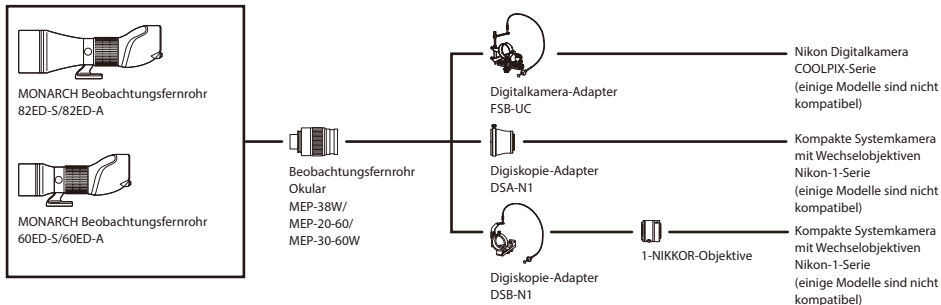 MONARCH Beobachtungsfernrohr
82ED-S/82ED-A
MONARCH Beobachtungsfernrohr
60ED-S/60ED-A
Beobachtungsfernrohr
Okular
MEP-38W/
MEP-20-60/
MEP-30-60W
Digitalkamera-Adapter
FSB-UC
Digiskopie-Adapter
DSA-N1
Digiskopie-Adapter
DSB-N1
1-NIKKOR-Objektive
Nikon Digitalkamera
COOLPIX-Serie
(einige Modelle sind nicht
kompatibel)
Kompakte Systemkamera
mit Wechselobjektiven
Nikon-1-Serie
(einige Modelle sind nicht
kompatibel)
Kompakte Systemkamera
mit Wechselobjektiven
Nikon-1-Serie
(einige Modelle sind nicht
kompatibel)